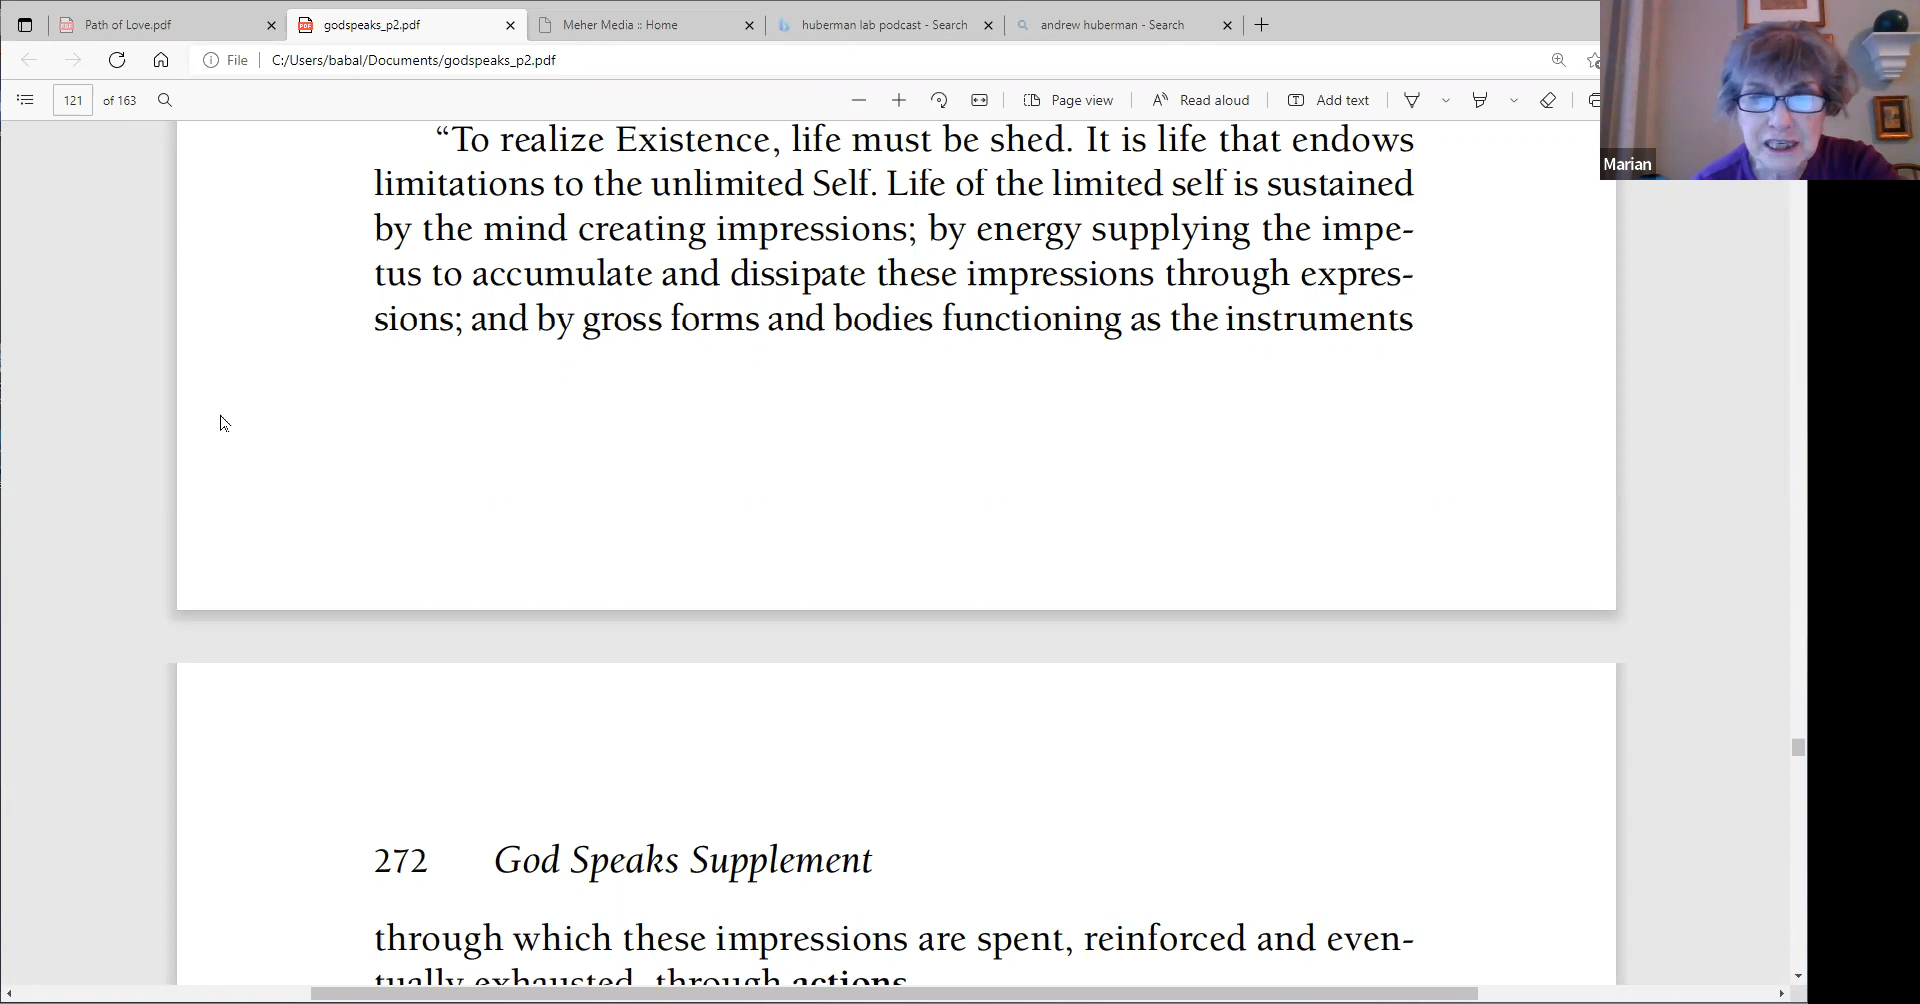 Path of Love.pdf
godspeaks_p2.pdf
Meher Media :: Home
huberman lab podcast - Search
andrew huberman - Search
File
C:/Users/babal/Documents/godspeaks_p2.pdf
121 of 163
Page view
Read aloud
Add text
Marian
“To realize Existence, life must be shed. It is life that endows
limitations to the unlimited Self. Life of the limited self is sustained
by the mind creating impressions; by energy supplying the impe-
tus to accumulate and dissipate these impressions through expres-
sions; and by gross forms and bodies functioning as the instruments
272 God Speaks Supplement
through which these impressions are spent, reinforced and even-
tually exhausted, through actions.